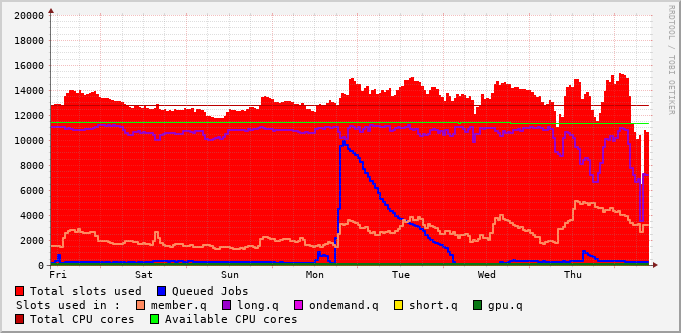 20000
18000
16000
14000
12000
10000
8000
6000
4000
2000
0
Fri Sat Sun Mon Tue Wed Thu
RRDTOOL / TOBI OETIKER
Total slots used Queued Jobs
Slots used in : member.q long.q ondemand.q short.q gpu.q
Total CPU cores Available CPU cores